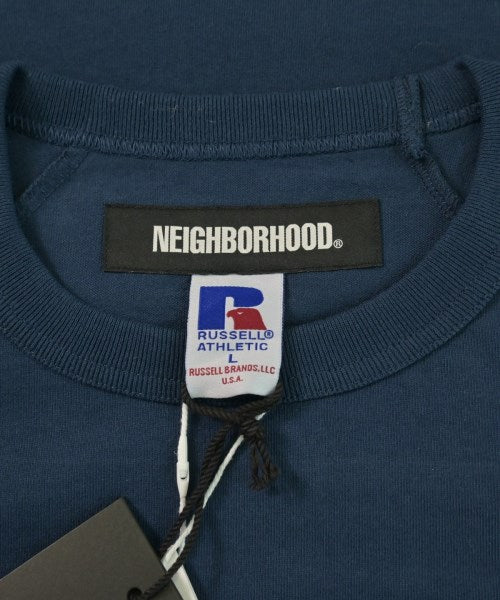 NEIGHBORHOOD®
R
RUSSELL®
ATHLETIC
L
RUSSELL BRANDS, LLC
U.S.A.